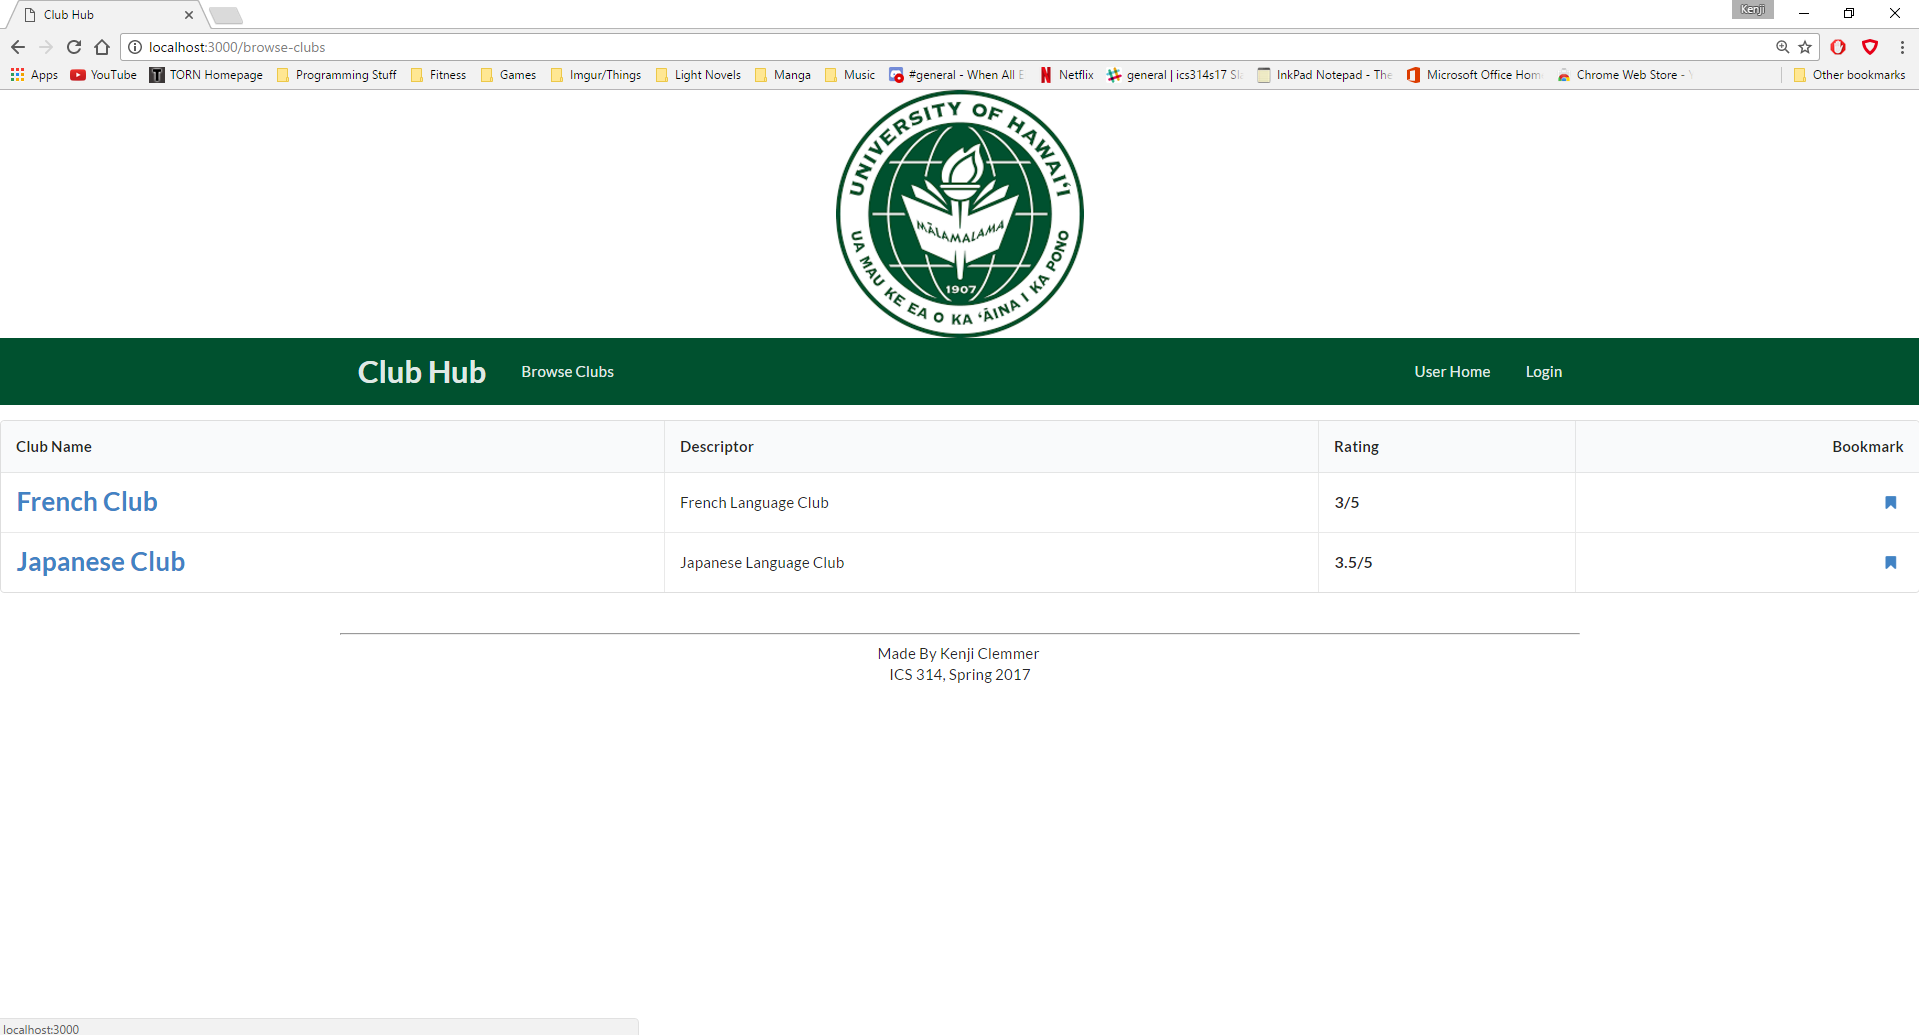 Club Hub
Kenji
localhost:3000/browse-clubs
Apps YouTube TORN Homepage Programming Stuff Fitness Games Imgur/Things Light Novels Manga Music #general - When All E Netflix general | ics314s17 Sl InkPad Notepad - The Microsoft Office Hom Chrome Web Store - Other bookmarks
UNIVERSITY OF HAWAIʻI
MĀLAMALAMA
1907
UA MAU KE EA O KA ʻĀINA I KA PONO
Club Hub Browse Clubs User Home Login
Club Name Descriptor Rating Bookmark
French Club French Language Club 3/5
Japanese Club Japanese Language Club 3.5/5
Made By Kenji Clemmer
ICS 314, Spring 2017
localhost:3000